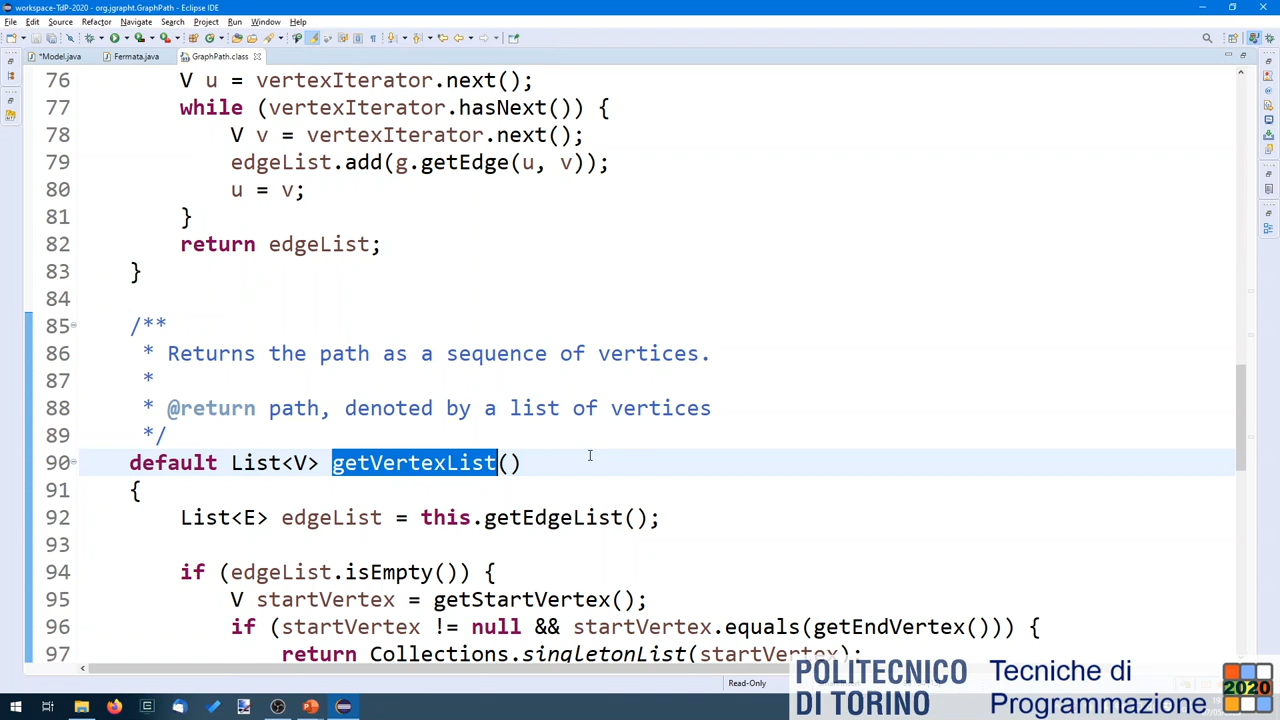 workspace-TdP-2020 - org.jgrapht.GraphPath - Eclipse IDE
File Edit Source Refactor Navigate Search Project Run Window Help
*Model.java Fermata.java GraphPath.class
76 V u = vertexIterator.next();
77 while (vertexIterator.hasNext()) {
78 V v = vertexIterator.next();
79 edgeList.add(g.getEdge(u, v));
80 u = v;
81 }
82 return edgeList;
83 }
84
85 /**
86 * Returns the path as a sequence of vertices.
87 *
88 * @return path, denoted by a list of vertices
89 */
90 default List<V> getVertexList()
91 {
92 List<E> edgeList = this.getEdgeList();
93
94 if (edgeList.isEmpty()) {
95 V startVertex = getStartVertex();
96 if (startVertex != null && startVertex.equals(getEndVertex())) {
97 return Collections.singletonList(startVertex);
Read-Only
POLITECNICO
DI TORINO
Tecniche di
Programmazione
2020